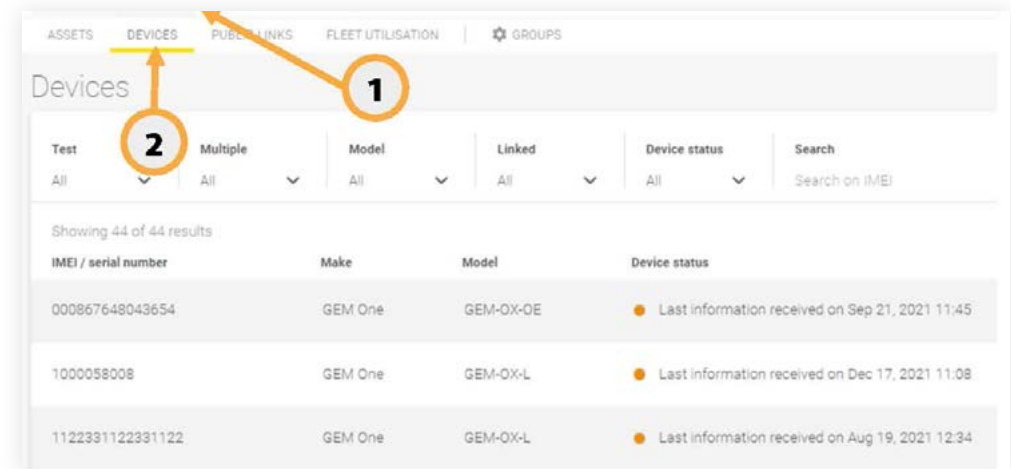 ASSETS DEVICES PUBLIC LINKS FLEET UTILISATION GROUPS
1
Devices
2
Test Multiple Model Linked Device status Search
All All All All All Search on IMEI
Showing 44 of 44 results
IMEI / serial number Make Model Device status
000867648043654 GEM One GEM-OX-OE Last information received on Sep 21, 2021 11:45
1000058008 GEM One GEM-OX-L Last information received on Dec 17, 2021 11:08
1122331122331122 GEM One GEM-OX-L Last information received on Aug 19, 2021 12:34